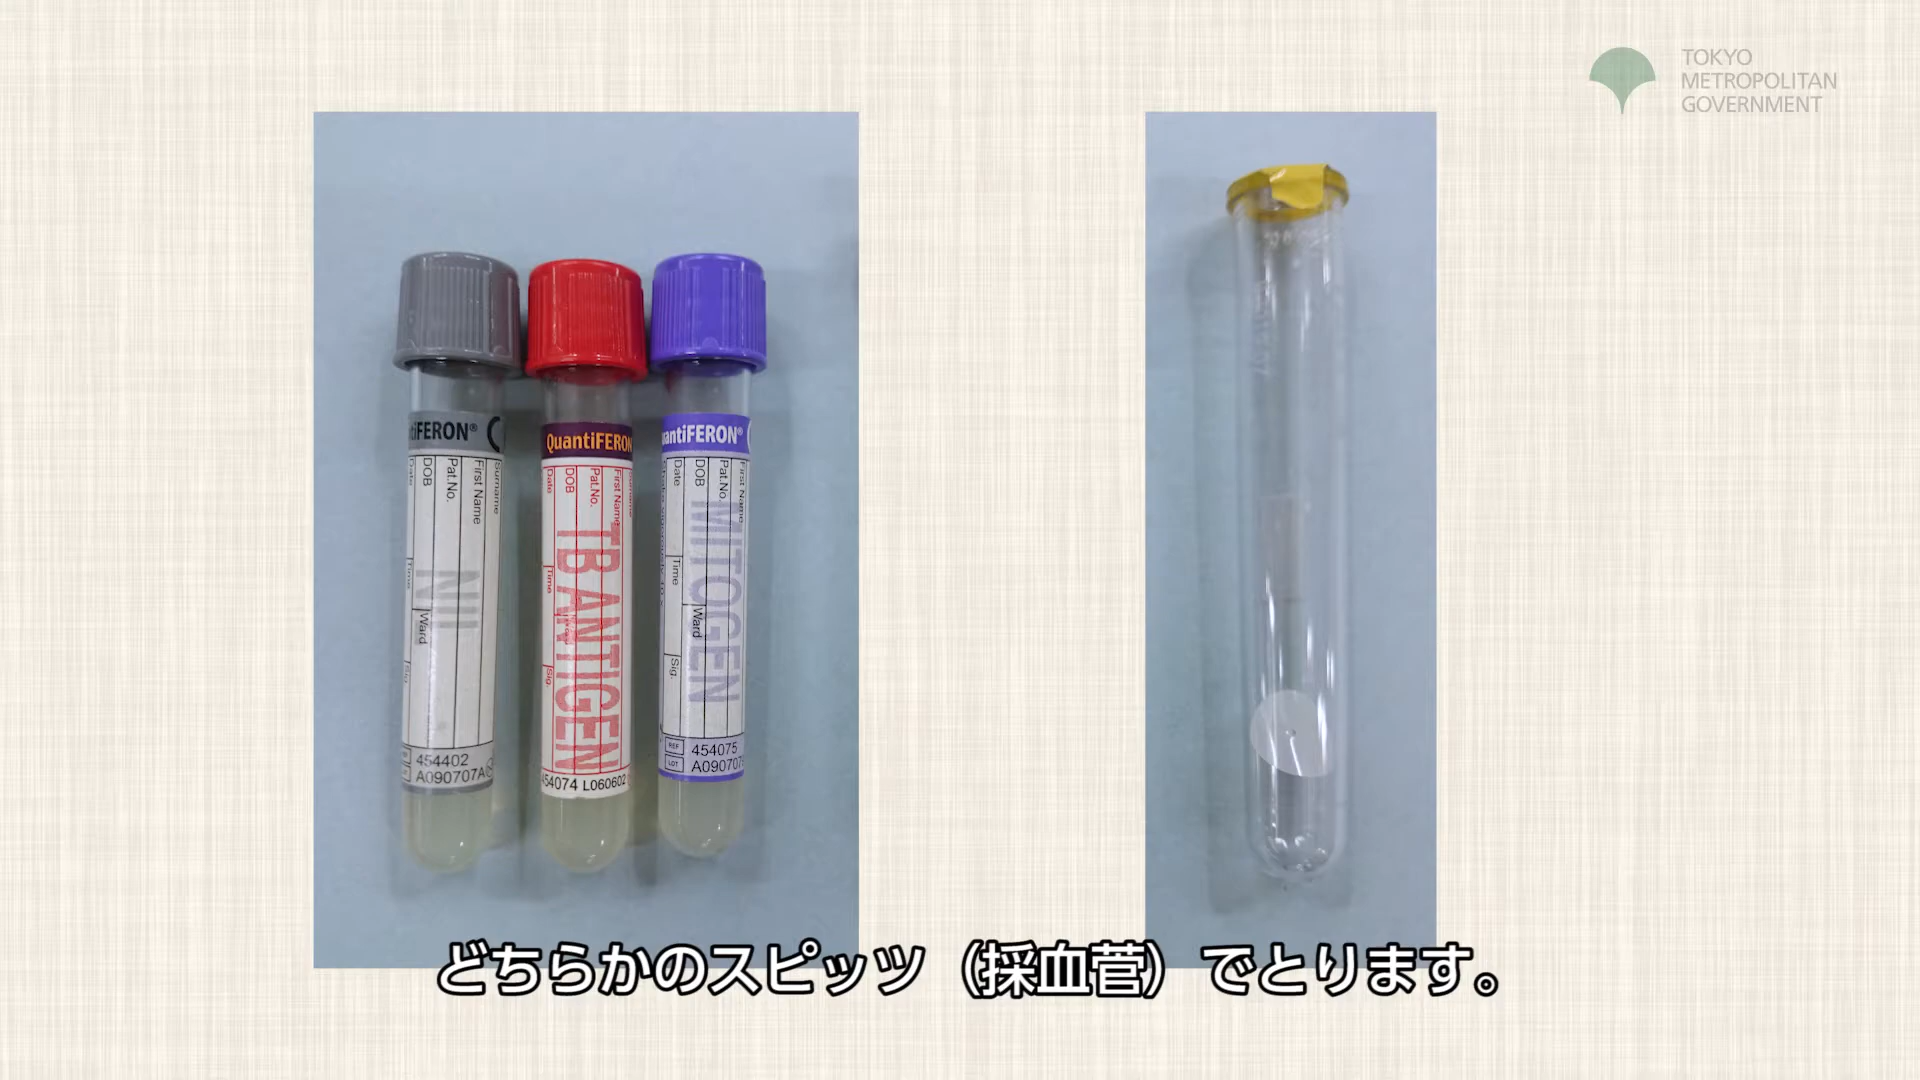 TOKYO
METROPOLITAN
GOVERNMENT
tiFERON®
Surname
First Name
Pat.No.
DOB
Date
NIL
Time
Ward
Sig.
454402
A090707A
QuantiFERON
First Name
Pat.No.
DOB
Date
TB ANTIGEN
Time
Sig.
454074 L060602
uantiFERON®
First Name
Pat.No.
DOB
Date
MITOGEN
Time
Ward
Sig.
REF 454075
LOT A090707
どちらかのスピッツ（採血菅）でとります。